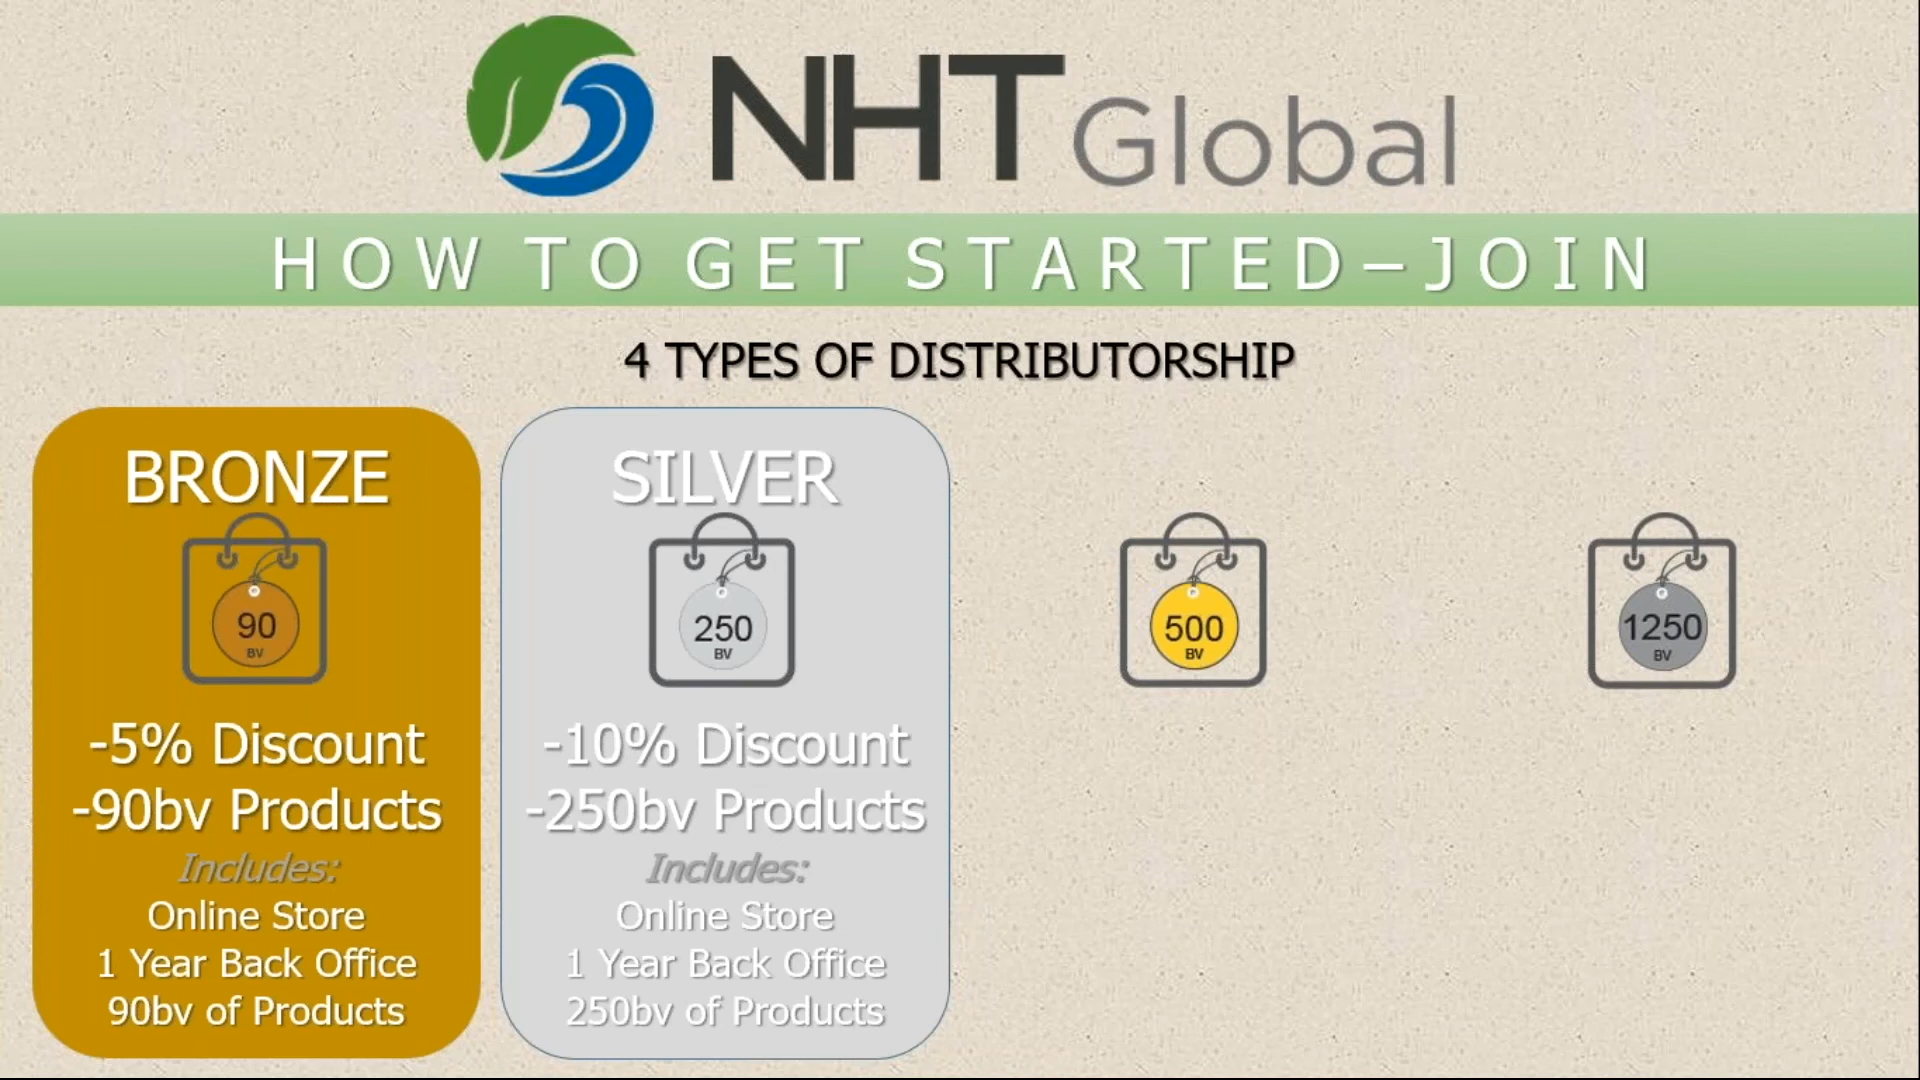 NHT Global
HOW TO GET STARTED–JOIN
4 TYPES OF DISTRIBUTORSHIP
BRONZE
90
BV
-5% Discount
-90bv Products
Includes:
Online Store
1 Year Back Office
90bv of Products
SILVER
250
BV
-10% Discount
-250bv Products
Includes:
Online Store
1 Year Back Office
250bv of Products
500
BV
1250
BV